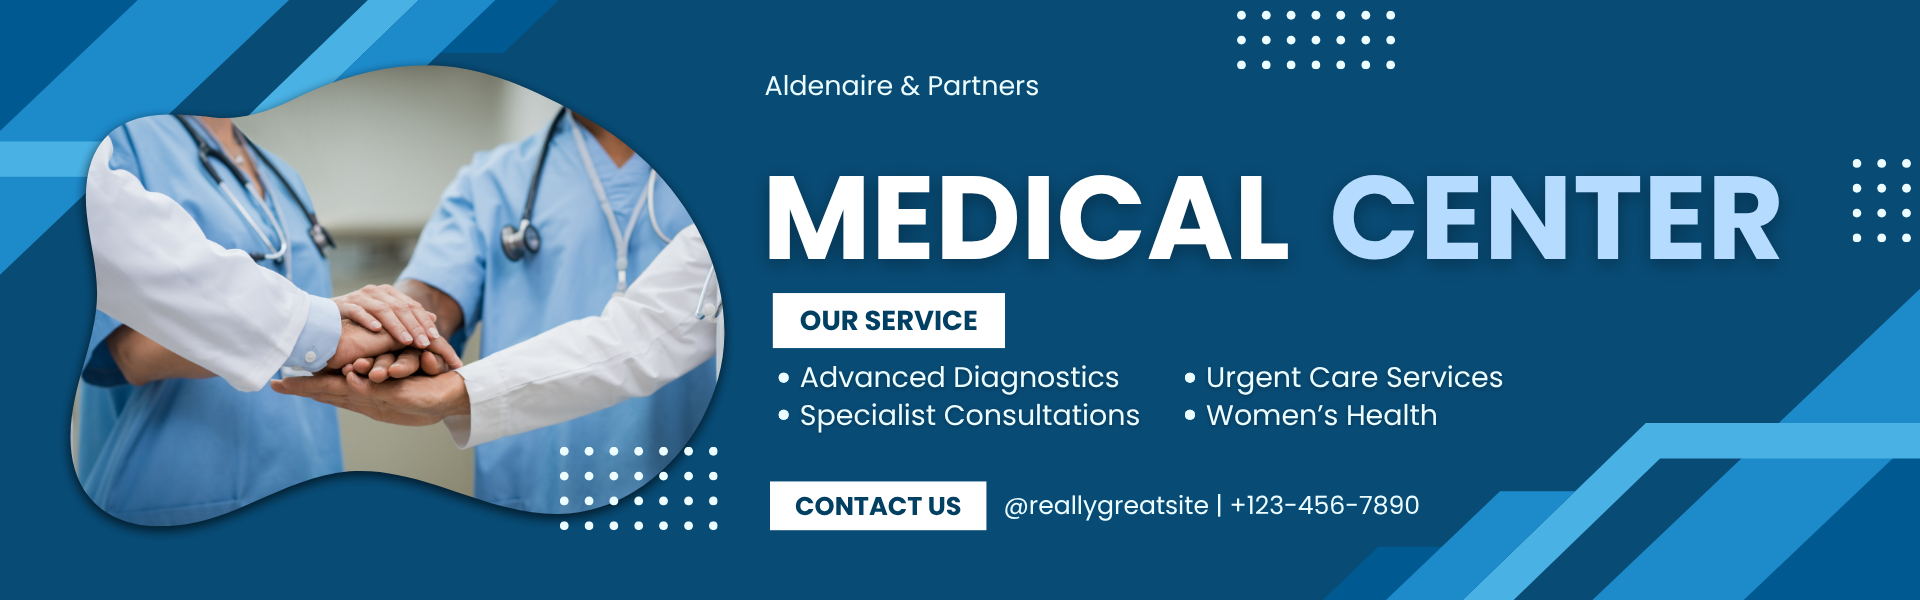 Aldenaire & Partners
MEDICAL CENTER
OUR SERVICE
• Advanced Diagnostics
• Specialist Consultations
• Urgent Care Services
• Women’s Health
CONTACT US
@reallygreatsite | +123-456-7890